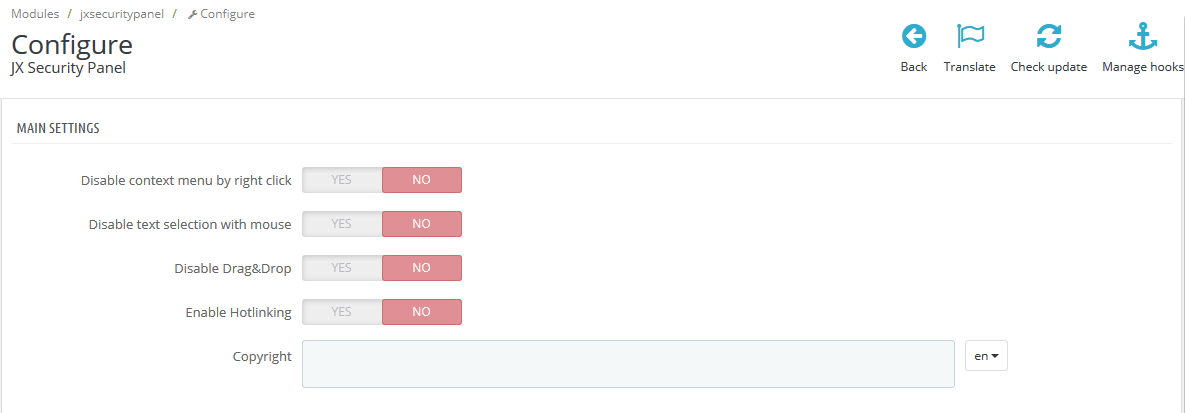 Modules / jxsecuritypanel / Configure
Configure
JX Security Panel
Back Translate Check update Manage hooks
MAIN SETTINGS
Disable context menu by right click YES NO
Disable text selection with mouse YES NO
Disable Drag&Drop YES NO
Enable Hotlinking YES NO
Copyright en